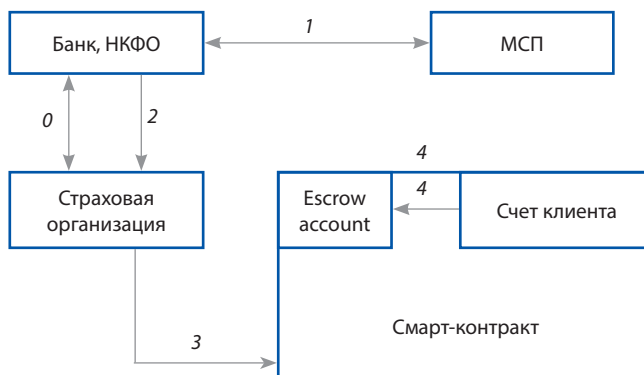 1
Банк, НКФО
МСП
0
2
4
Страховая
организация
Escrow
account
4
Счет клиента
3
Смарт-контракт